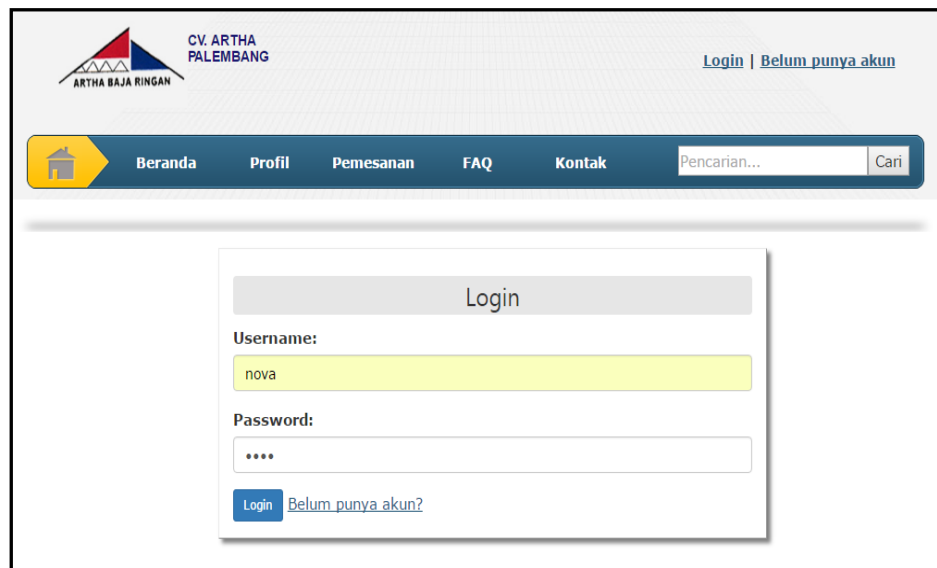 CV. ARTHA
PALEMBANG
ARTHA BAJA RINGAN
Login | Belum punya akun
Beranda Profil Pemesanan FAQ Kontak Pencarian... Cari
Login
Username:
nova
Password:
••••
Login Belum punya akun?